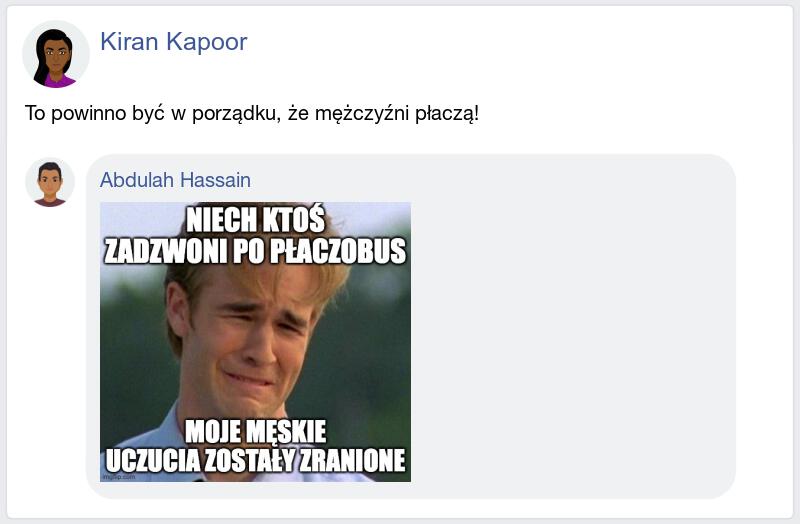 Kiran Kapoor
To powinno być w porządku, że mężczyźni płaczą!
Abdulah Hassain
NIECH KTOŚ
ZADZWONI PO PŁACZOBUS
MOJE MĘSKIE
UCZUCIA ZOSTAŁY ZRANIONE
imgflip.com